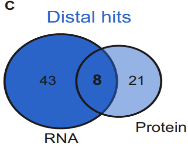 C
Distal hits
43 8 21
Protein
RNA